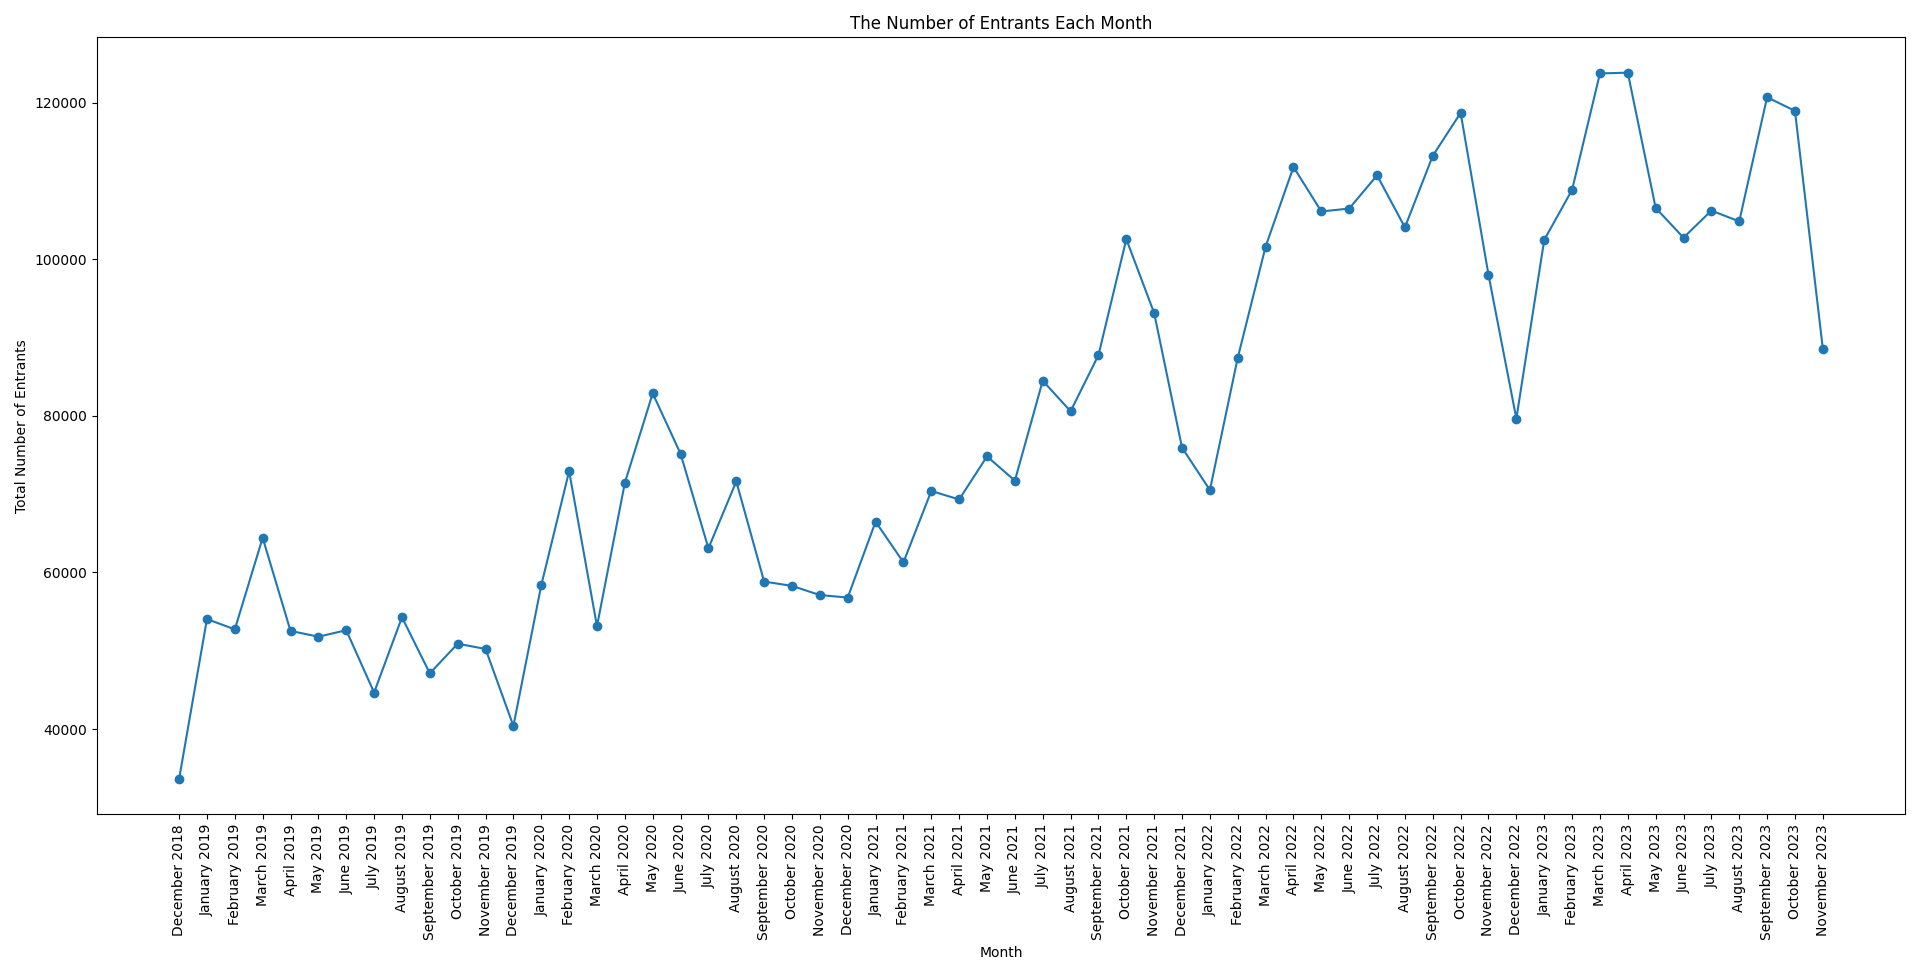 The Number of Entrants Each Month
Total Number of Entrants
120000
100000
80000
60000
40000
December 2018
January 2019
February 2019
March 2019
April 2019
May 2019
June 2019
July 2019
August 2019
September 2019
October 2019
November 2019
December 2019
January 2020
February 2020
March 2020
April 2020
May 2020
June 2020
July 2020
August 2020
September 2020
October 2020
November 2020
December 2020
January 2021
February 2021
March 2021
April 2021
May 2021
June 2021
July 2021
August 2021
September 2021
October 2021
November 2021
December 2021
January 2022
February 2022
March 2022
April 2022
May 2022
June 2022
July 2022
August 2022
September 2022
October 2022
November 2022
December 2022
January 2023
February 2023
March 2023
April 2023
May 2023
June 2023
July 2023
August 2023
September 2023
October 2023
November 2023
Month